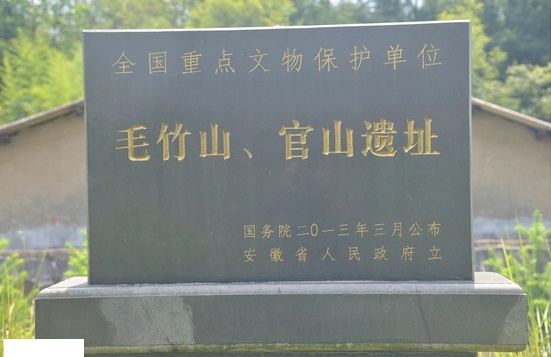 全国重点文物保护单位
毛竹山、官山遗址
国务院二〇一三年三月公布
安徽省人民政府立